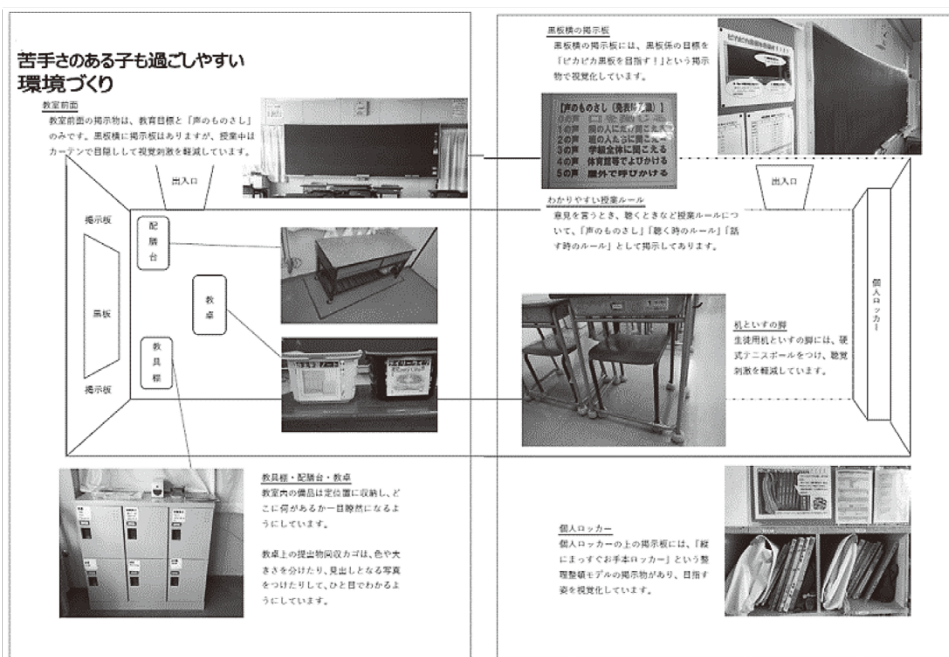 苦手さのある子も過ごしやすい
環境づくり
教室前面
教室前面の掲示物は、教育目標と『声のものさし』
のみです。黒板横に掲示板はありますが、授業中は
カーテンで目隠しして視覚刺激を軽減しています。
出入口
掲示板
黒板
掲示板
配膳台
教卓
教具棚
教具棚・配膳台・教卓
教室内の備品は定位置に収納し、ど
こに何があるか一目瞭然になるよ
うにしています。
教卓上の提出物回収カゴは、色や大
きさを分けたり、見出しとなる写真
をつけたりして、ひと目でわかるよ
うにしています。
黒板横の掲示板
黒板横の掲示板には、黒板係の目標を
『ピカピカ黒板を目指す！』という掲示
物で視覚化しています。
【声のものさし（発表
1の声
2の声 班の人たちに聞こえる
3の声 学級全体に聞こえる
4の声 体育館等でよびかける
5の声 屋外で呼びかける
わかりやすい授業ルール
意見を言うとき、聴くときなど授業ルールにつ
いて、『声のものさし』『聴く時のルール』『話
す時のルール』として掲示してあります。
出入口
個人ロッカー
机といすの脚
生徒用机といすの脚には、硬
式テニスボールをつけ、聴覚
刺激を軽減しています。
個人ロッカー
個人ロッカーの上の掲示板には、『縦
にまっすぐお手本ロッカー』という整
理整頓モデルの掲示物があり、目指す
姿を視覚化しています。